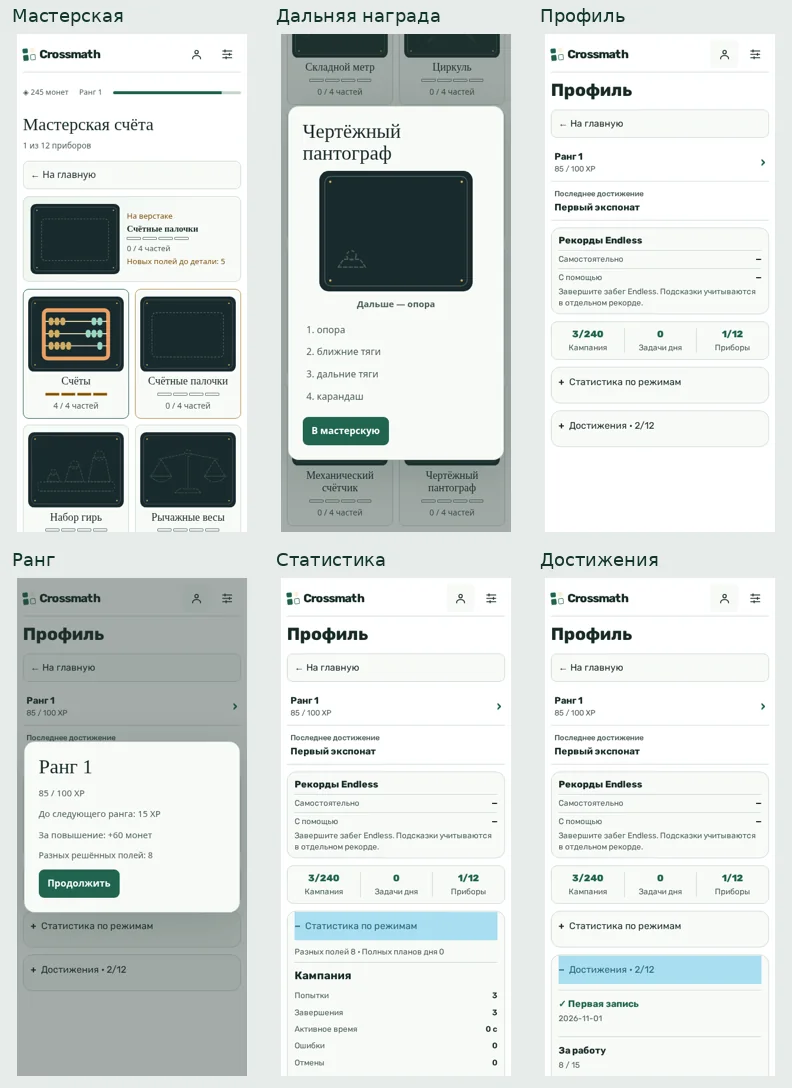 Мастерская
Crossmath
◈ 245 монет Ранг 1
Мастерская счёта
1 из 12 приборов
← На главную
На верстаке
Счётные палочки
0 / 4 частей
Новых полей до детали: 5
Счёты
4 / 4 частей
Счётные палочки
0 / 4 частей
Набор гирь
Рычажные весы
Дальняя награда
Складной метр
0 / 4 частей
Циркуль
0 / 4 частей
Чертёжный
пантограф
Дальше — опора
1. опора
2. ближние тяги
3. дальние тяги
4. карандаш
В мастерскую
Механический
счётчик
0 / 4 частей
Чертёжный
пантограф
0 / 4 частей
Профиль
Crossmath
Профиль
← На главную
Ранг 1
85 / 100 XP
Последнее достижение
Первый экспонат
Рекорды Endless
Самостоятельно –
С помощью –
Завершите забег Endless. Подсказки учитываются
в отдельном рекорде.
3/240 0 1/12
Кампания Задачи дня Приборы
+ Статистика по режимам
+ Достижения • 2/12
Ранг
Crossmath
Профиль
← На главную
Ранг 1
85 / 100 XP
Последнее достижение
Ранг 1
85 / 100 XP
До следующего ранга: 15 XP
За повышение: +60 монет
Разных решённых полей: 8
Продолжить
+ Статистика по режимам
+ Достижения • 2/12
Статистика
Crossmath
Профиль
← На главную
Ранг 1
85 / 100 XP
Последнее достижение
Первый экспонат
Рекорды Endless
Самостоятельно –
С помощью –
Завершите забег Endless. Подсказки учитываются
в отдельном рекорде.
3/240 0 1/12
Кампания Задачи дня Приборы
– Статистика по режимам
Разных полей 8 • Полных планов дня 0
Кампания
Попытки 3
Завершения 3
Активное время 0 с
Ошибки 0
Отмены 0
Достижения
Crossmath
Профиль
← На главную
Ранг 1
85 / 100 XP
Последнее достижение
Первый экспонат
Рекорды Endless
Самостоятельно –
С помощью –
Завершите забег Endless. Подсказки учитываются
в отдельном рекорде.
3/240 0 1/12
Кампания Задачи дня Приборы
+ Статистика по режимам
– Достижения • 2/12
✓ Первая запись
2026-11-01
За работу
8 / 15